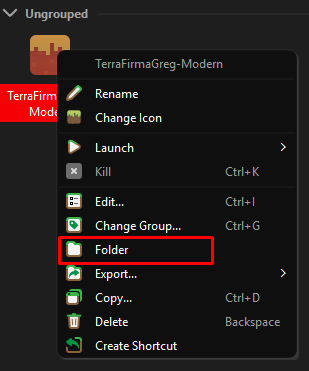 Ungrouped
TerraFirmaGreg-Modern
TerraFirma
Mode
Rename
Change Icon
Launch
Kill Ctrl+K
Edit... Ctrl+I
Change Group... Ctrl+G
Folder
Export...
Copy... Ctrl+D
Delete Backspace
Create Shortcut